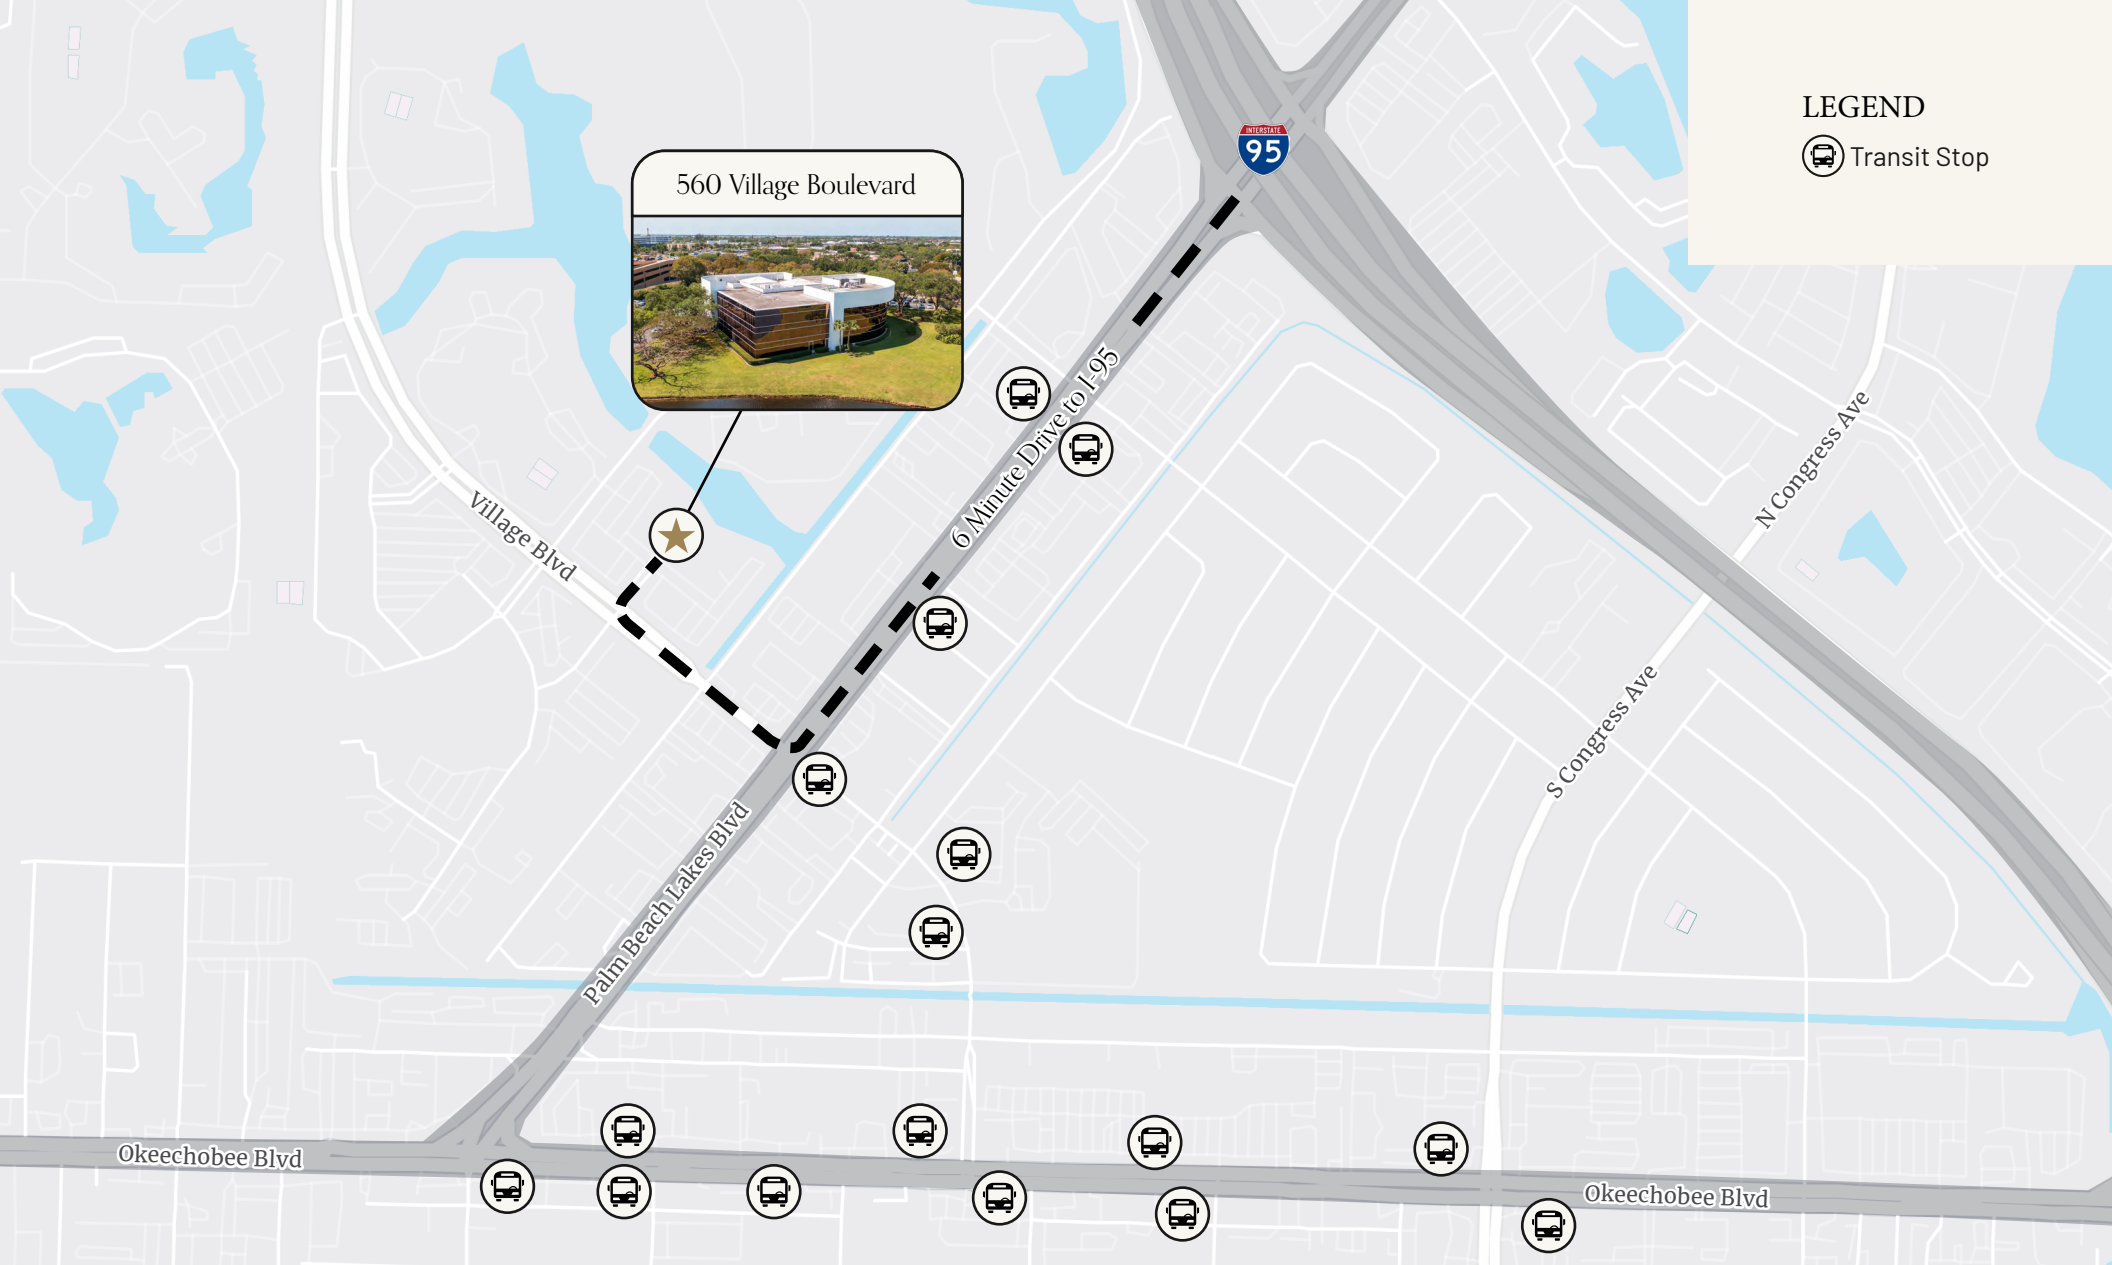 LEGEND
Transit Stop
INTERSTATE
95
560 Village Boulevard
6 Minute Drive to I-95
N Congress Ave
Village Blvd
S Congress Ave
Palm Beach Lakes Blvd
Okeechobee Blvd
Okeechobee Blvd